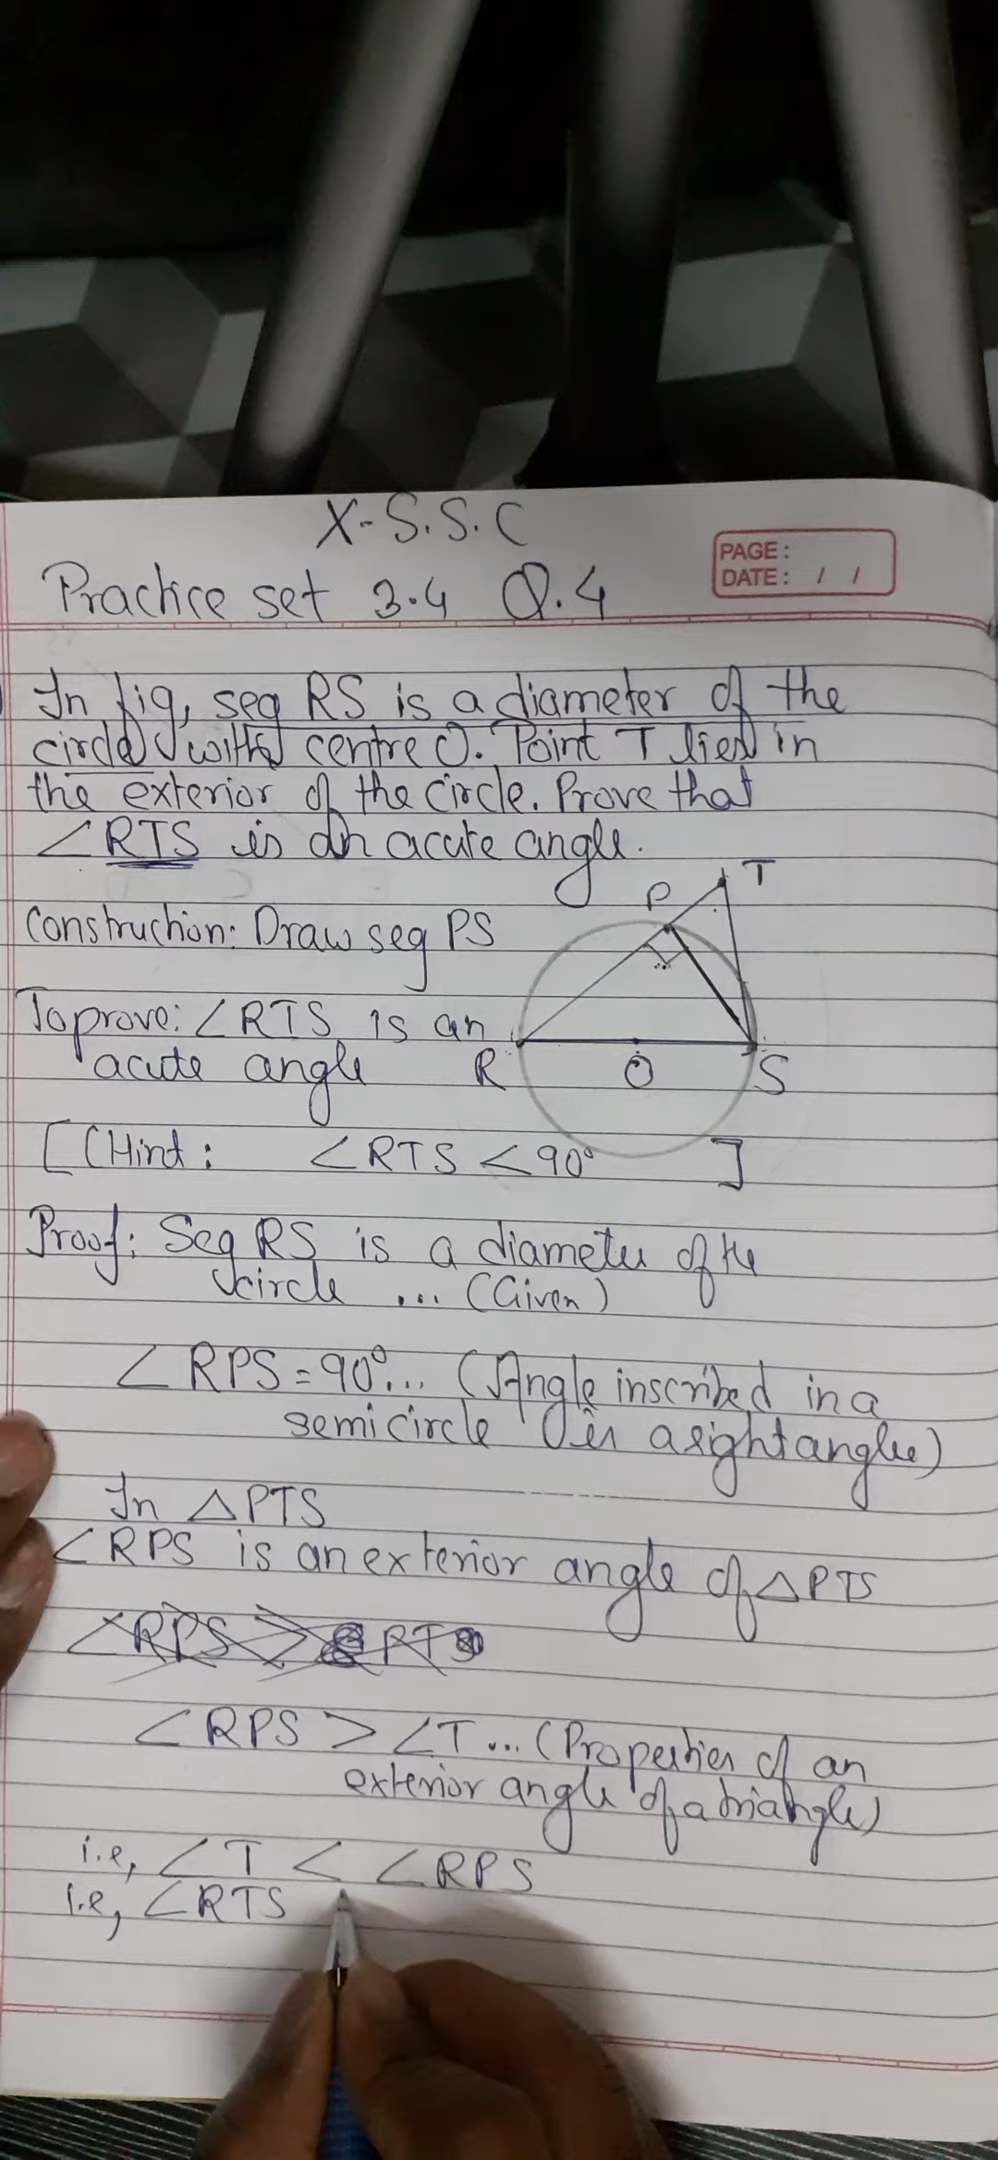 X-S.S.C
PAGE:
DATE: / /
Practice set 3.4 Q.4
In fig, seg RS is a diameter of the
circle with centre O. Point T lies in
the exterior of the circle. Prove that
∠RTS is an acute angle.
P T
Construction: Draw seg PS
To prove: ∠RTS is an
acute angle
R O S
[(Hint: ∠RTS < 90° ]
Proof: Seg RS is a diameter of the
circle ... (Given)
∠RPS = 90°... (Angle inscribed in a
semicircle is a right angle)
In △PTS
∠RPS is an exterior angle of △PTS
∠RPS > ∠T ... (Properties of an
exterior angle of a triangle)
i.e, ∠T < ∠RPS
i.e, ∠RTS